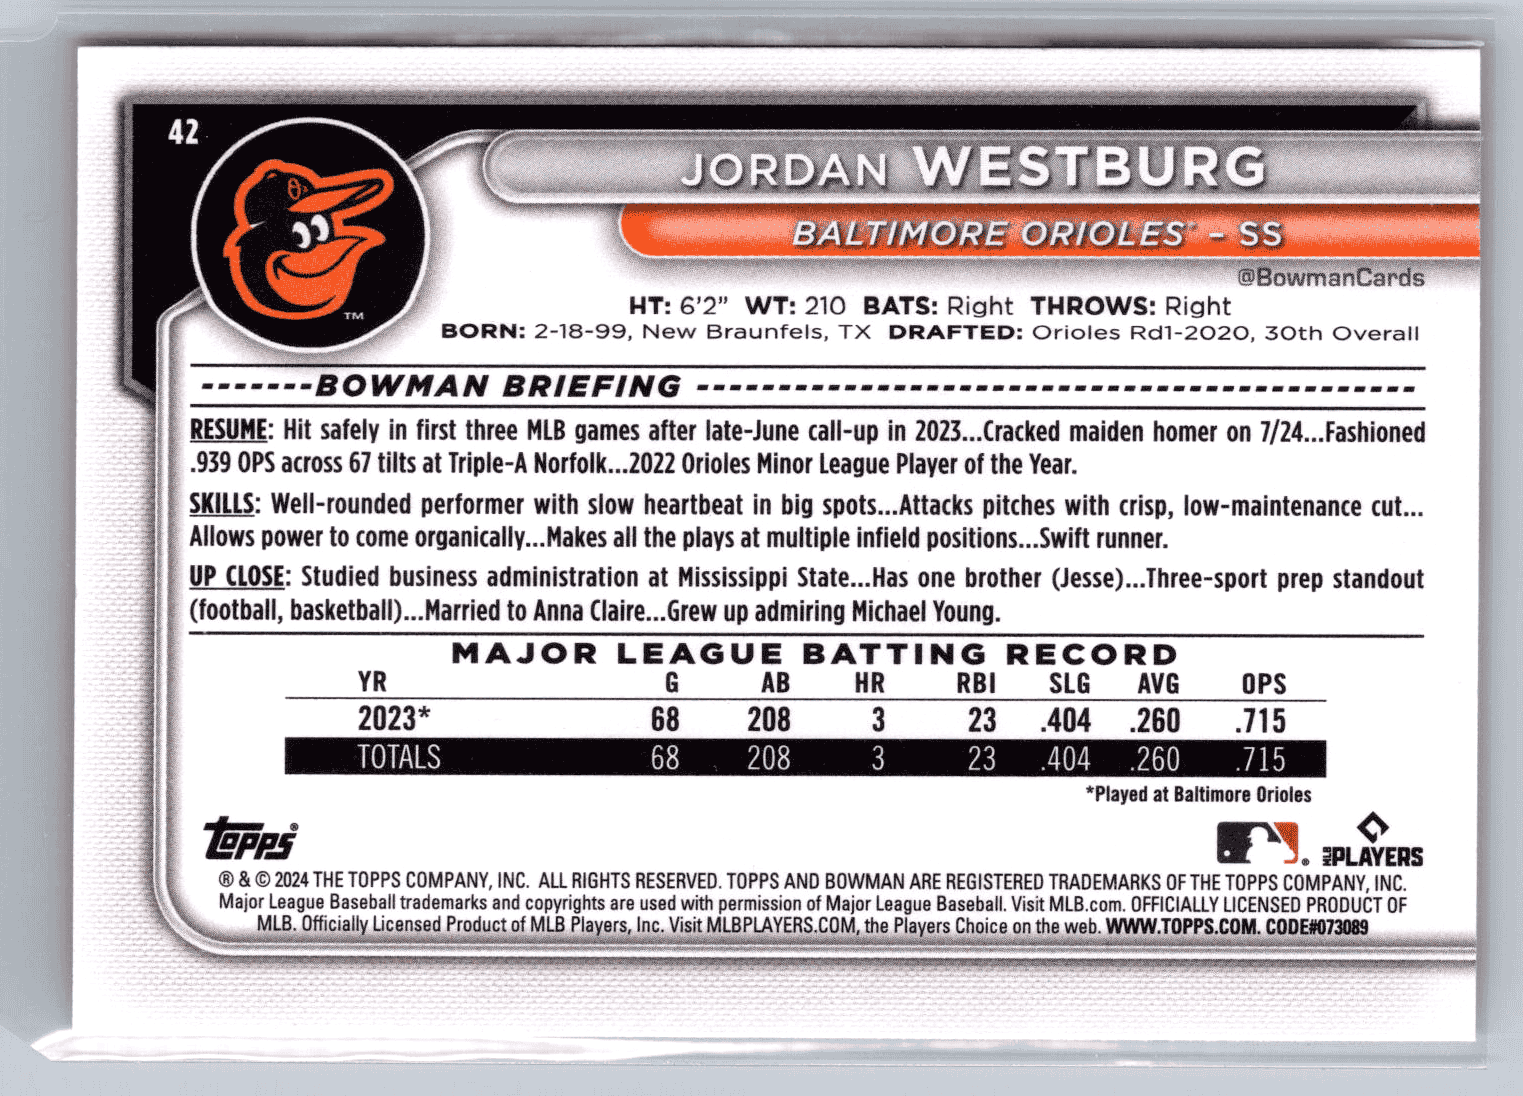 42
JORDAN WESTBURG
BALTIMORE ORIOLES - SS
@BowmanCards
HT: 6'2" WT: 210 BATS: Right THROWS: Right
BORN: 2-18-99, New Braunfels, TX DRAFTED: Orioles Rd1-2020, 30th Overall
-------BOWMAN BRIEFING --------------------------------------------
RESUME: Hit safely in first three MLB games after late-June call-up in 2023...Cracked maiden homer on 7/24...Fashioned
.939 OPS across 67 tilts at Triple-A Norfolk...2022 Orioles Minor League Player of the Year.
SKILLS: Well-rounded performer with slow heartbeat in big spots...Attacks pitches with crisp, low-maintenance cut...
Allows power to come organically...Makes all the plays at multiple infield positions...Swift runner.
UP CLOSE: Studied business administration at Mississippi State...Has one brother (Jesse)...Three-sport prep standout
(football, basketball)...Married to Anna Claire...Grew up admiring Michael Young.
MAJOR LEAGUE BATTING RECORD
YR G AB HR RBI SLG AVG OPS
2023* 68 208 3 23 .404 .260 .715
TOTALS 68 208 3 23 .404 .260 .715
*Played at Baltimore Orioles
TM
Topps®
®
MLB PLAYERS
® & © 2024 THE TOPPS COMPANY, INC. ALL RIGHTS RESERVED. TOPPS AND BOWMAN ARE REGISTERED TRADEMARKS OF THE TOPPS COMPANY, INC.
Major League Baseball trademarks and copyrights are used with permission of Major League Baseball. Visit MLB.com. OFFICIALLY LICENSED PRODUCT OF
MLB. Officially Licensed Product of MLB Players, Inc. Visit MLBPLAYERS.COM, the Players Choice on the web. WWW.TOPPS.COM. CODE#073089